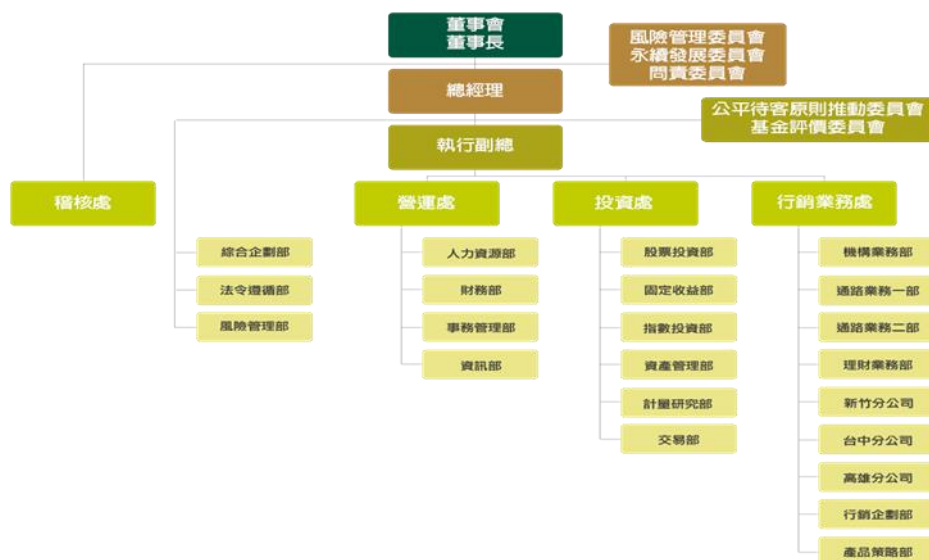 董事會
董事長
風險管理委員會
永續發展委員會
問責委員會
總經理
公平待客原則推動委員會
基金評價委員會
執行副總
稽核處
營運處
投資處
行銷業務處
綜合企劃部
法令遵循部
風險管理部
人力資源部
財務部
事務管理部
資訊部
股票投資部
固定收益部
指數投資部
資產管理部
計量研究部
交易部
機構業務部
通路業務一部
通路業務二部
理財業務部
新竹分公司
台中分公司
高雄分公司
行銷企劃部
產品策略部